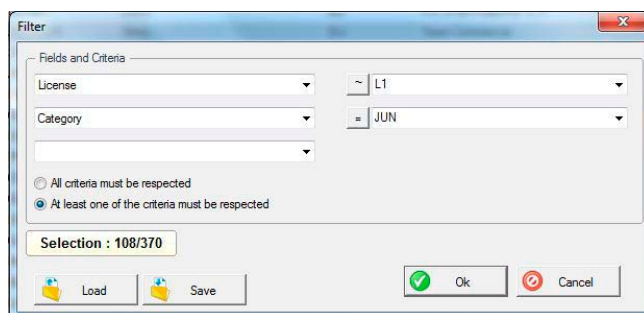 Filter
Fields and Criteria
License ~ L1
Category = JUN
All criteria must be respected
At least one of the criteria must be respected
Selection : 108/370
Load Save Ok Cancel